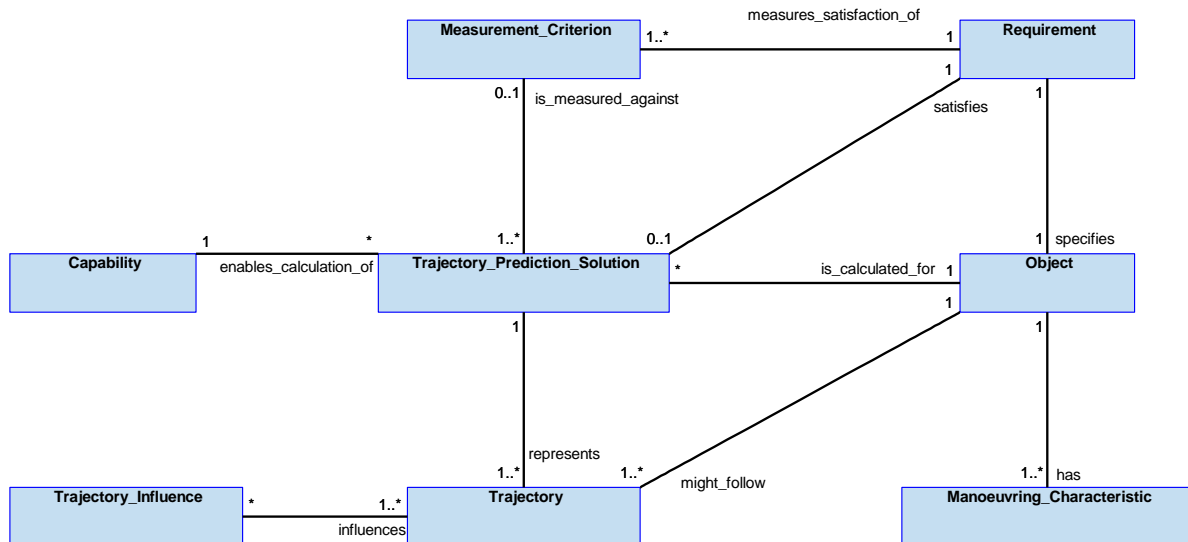 measures_satisfaction_of
Measurement_Criterion
1..*
1
Requirement
0..1
is_measured_against
1
satisfies
1
1
*
1..*
0..1
1
specifies
Capability
enables_calculation_of
Trajectory_Prediction_Solution
*
is_calculated_for
1
Object
1
1
1
represents
1..*
1..*
might_follow
1..*
has
Trajectory_Influence
*
1..*
influences
Trajectory
Manoeuvring_Characteristic